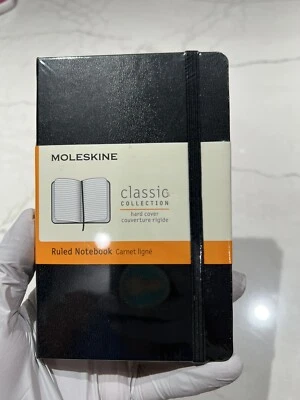 MOLESKINE
classic
COLLECTION
hard cover
couverture rigide
Ruled Notebook Carnet ligné